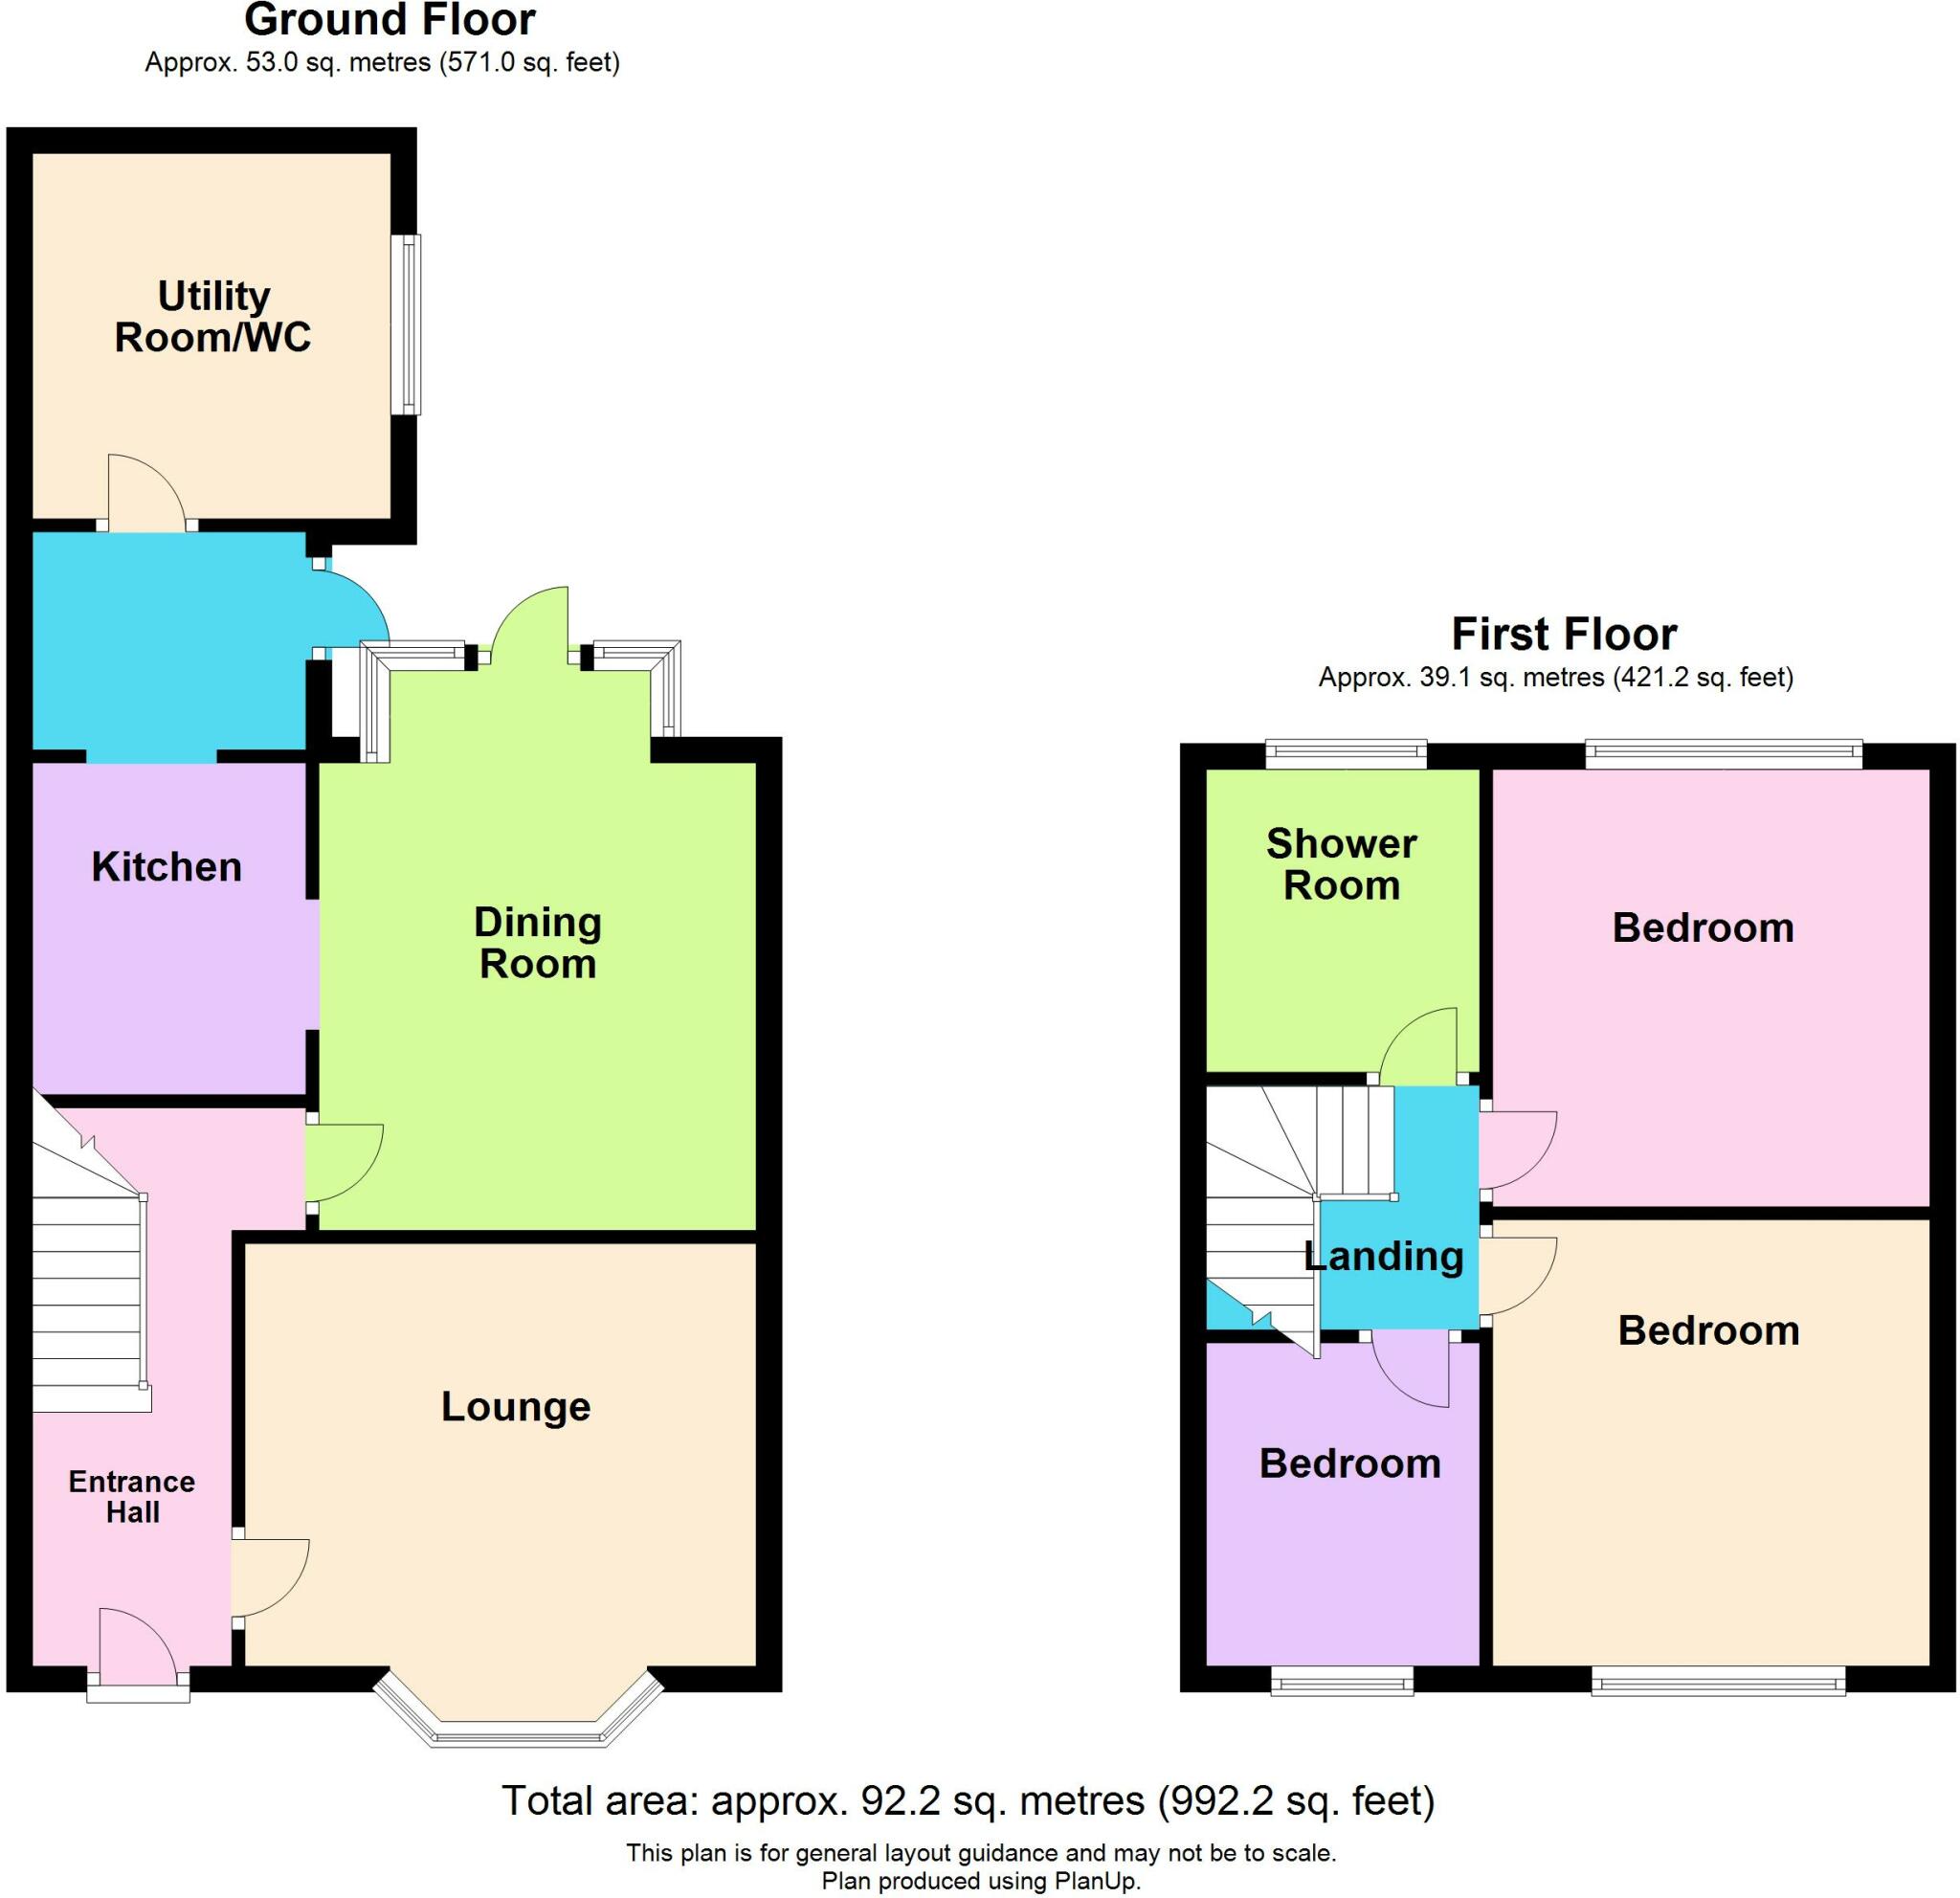 Ground Floor
Approx. 53.0 sq. metres (571.0 sq. feet)
Utility
Room/WC
Kitchen
Dining
Room
Lounge
Entrance
Hall
First Floor
Approx. 39.1 sq. metres (421.2 sq. feet)
Shower
Room
Bedroom
Landing
Bedroom
Bedroom
Total area: approx. 92.2 sq. metres (992.2 sq. feet)
This plan is for general layout guidance and may not be to scale.
Plan produced using PlanUp.